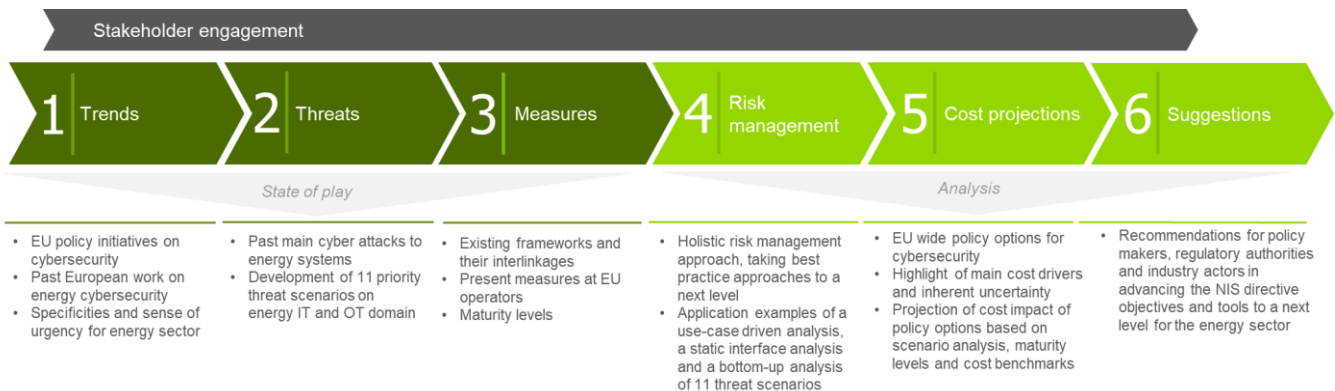 Stakeholder engagement
1 Trends
2 Threats
3 Measures
4 Risk
management
5 Cost projections
6 Suggestions
State of play
Analysis
• EU policy initiatives on
cybersecurity
• Past European work on
energy cybersecurity
• Specificities and sense of
urgency for energy sector
• Past main cyber attacks to
energy systems
• Development of 11 priority
threat scenarios on
energy IT and OT domain
• Existing frameworks and
their interlinkages
• Present measures at EU
operators
• Maturity levels
• Holistic risk management
approach, taking best
practice approaches to a
next level
• Application examples of a
use-case driven analysis,
a static interface analysis
and a bottom-up analysis
of 11 threat scenarios
• EU wide policy options for
cybersecurity
• Highlight of main cost drivers
and inherent uncertainty
• Projection of cost impact of
policy options based on
scenario analysis, maturity
levels and cost benchmarks
• Recommendations for policy
makers, regulatory authorities
and industry actors in
advancing the NIS directive
objectives and tools to a next
level for the energy sector